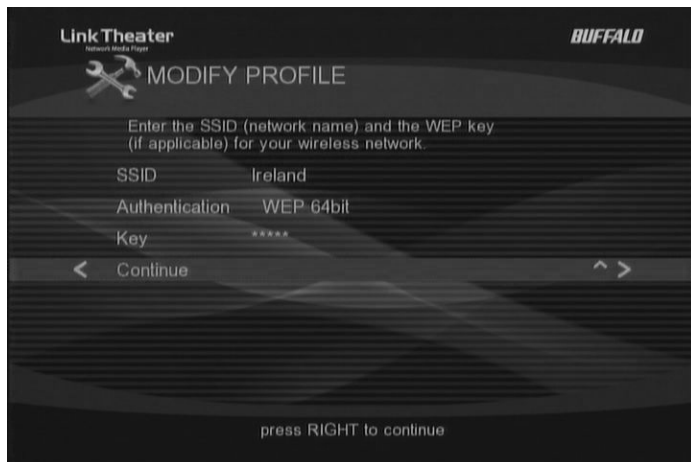 LinkTheater
Network Media Player
BUFFALO
MODIFY PROFILE
Enter the SSID (network name) and the WEP key
(if applicable) for your wireless network.
SSID Ireland
Authentication WEP 64bit
Key *****
< Continue ^ >
press RIGHT to continue